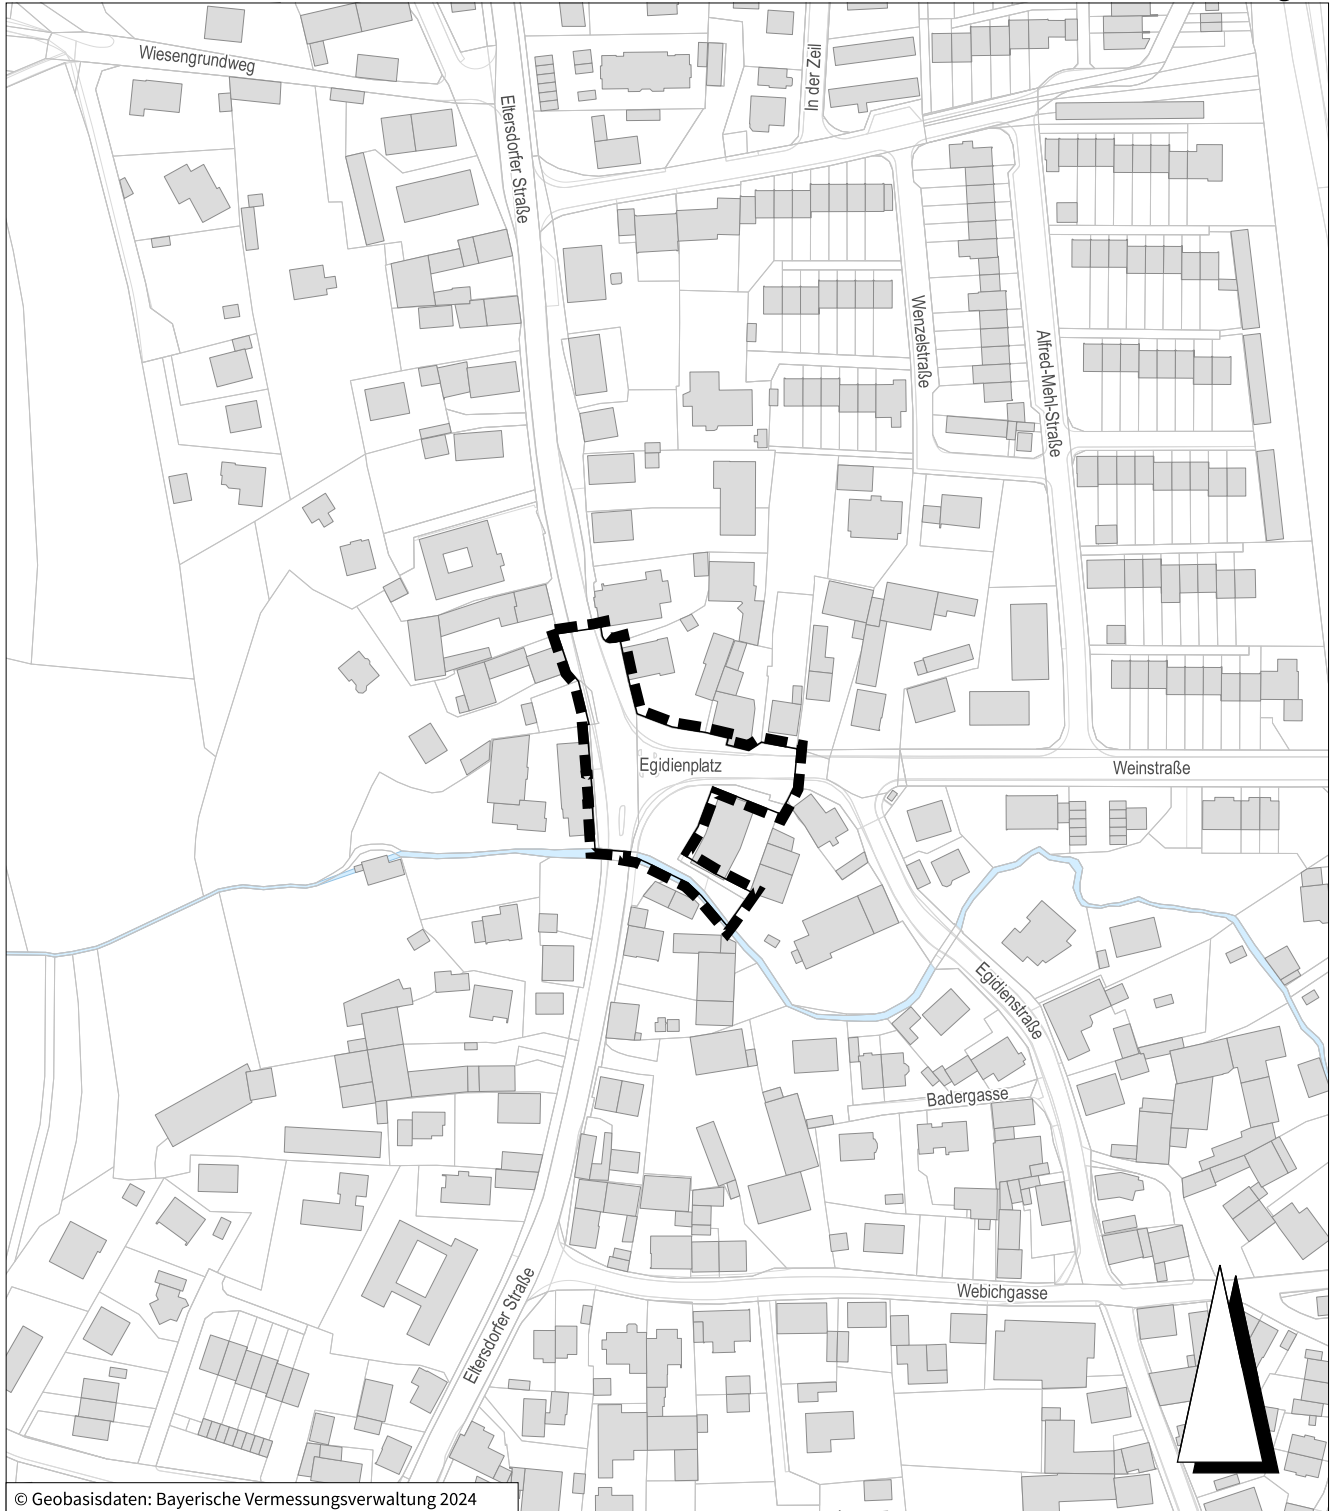 Wiesengrundweg
Eltersdorfer Straße
In der Zeil
Wenzelstraße
Alfred-Mehl-Straße
Egidienplatz
Weinstraße
Egidienstraße
Badergasse
Webichgasse
Eltersdorfer Straße
© Geobasisdaten: Bayerische Vermessungsverwaltung 2024